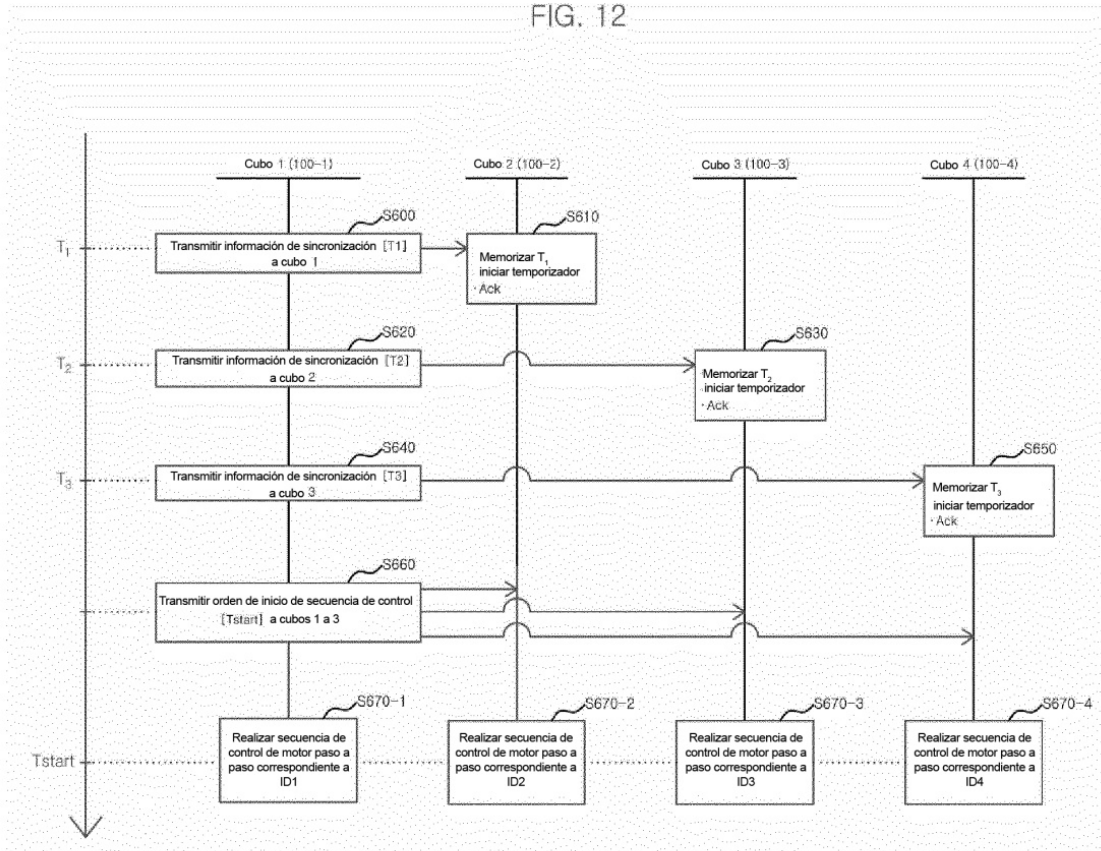 FIG. 12
Cubo 1 (100-1)
Cubo 2 (100-2)
Cubo 3 (100-3)
Cubo 4 (100-4)
S600
S610
T1
Transmitir información de sincronización [T1]
a cubo 1
Memorizar T1
iniciar temporizador
·Ack
S620
S630
T2
Transmitir información de sincronización [T2]
a cubo 2
Memorizar T2
iniciar temporizador
·Ack
S640
S650
T3
Transmitir información de sincronización [T3]
a cubo 3
Memorizar T3
iniciar temporizador
·Ack
S660
Transmitir orden de inicio de secuencia de control
[Tstart] a cubos 1 a 3
S670-1
S670-2
S670-3
S670-4
Tstart
Realizar secuencia de
control de motor paso a
paso correspondiente a
ID1
Realizar secuencia de
control de motor paso a
paso correspondiente a
ID2
Realizar secuencia de
control de motor paso a
paso correspondiente a
ID3
Realizar secuencia de
control de motor paso a
paso correspondiente a
ID4